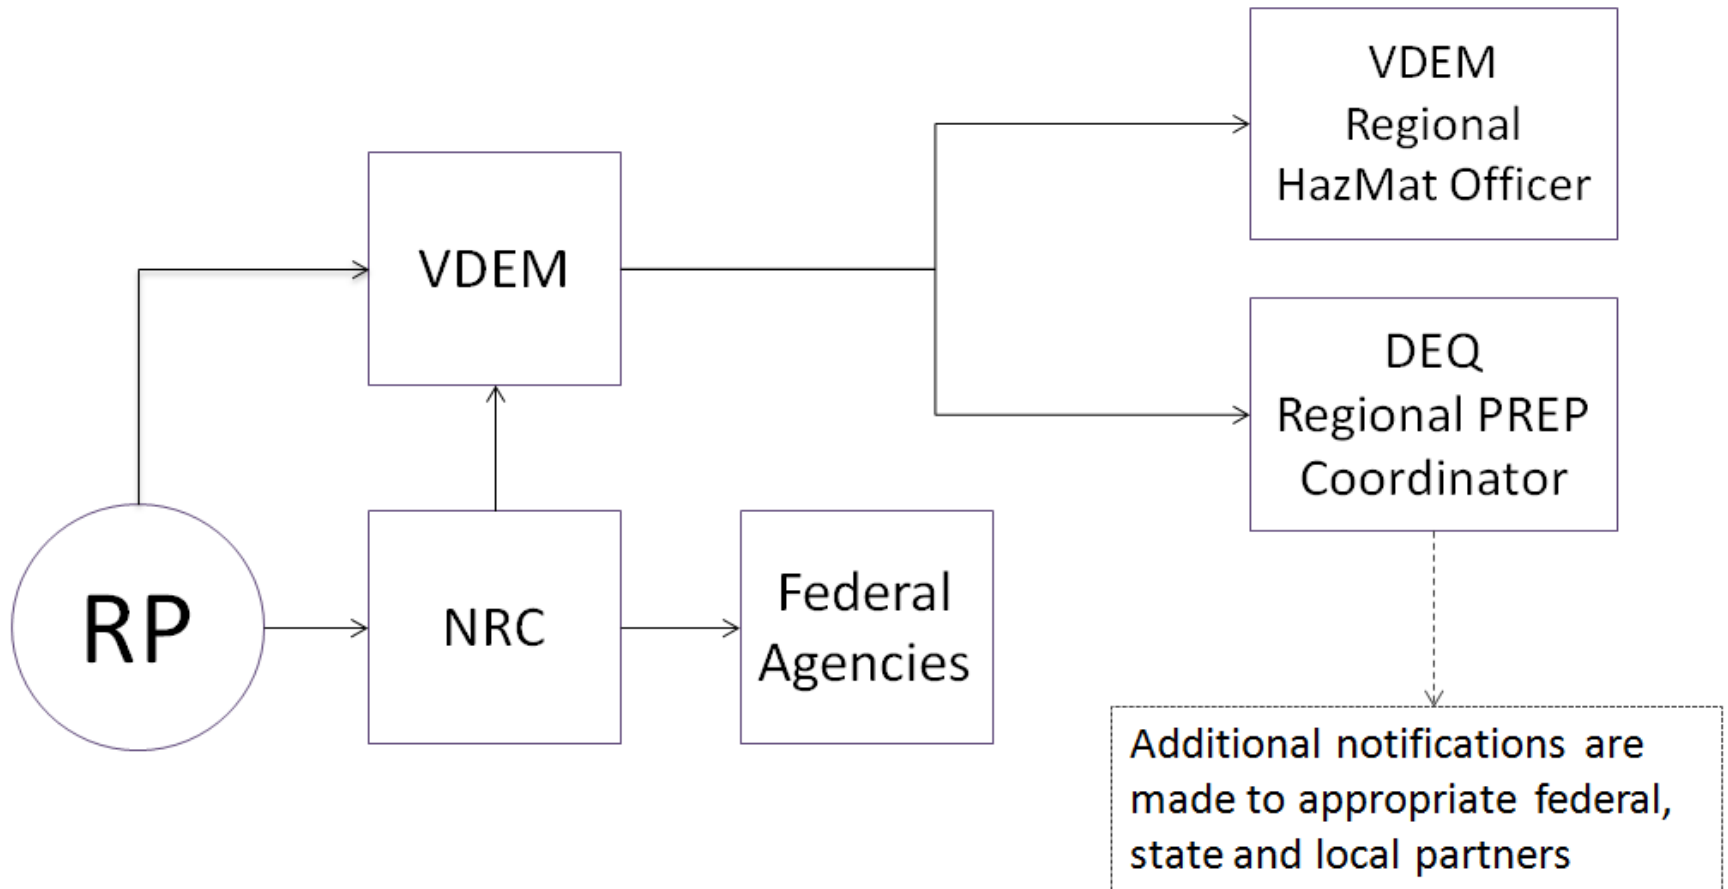 VDEM
Regional
HazMat Officer
VDEM
DEQ
Regional PREP
Coordinator
RP
NRC
Federal
Agencies
Additional notifications are
made to appropriate federal,
state and local partners